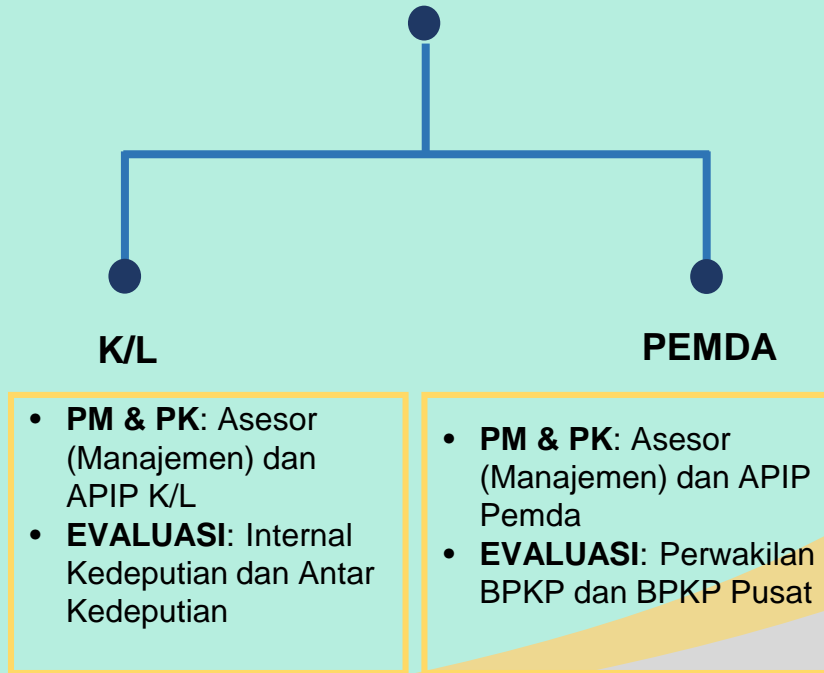 K/L
• PM & PK: Asesor
(Manajemen) dan
APIP K/L
• EVALUASI: Internal
Kedeputian dan Antar
Kedeputian
PEMDA
• PM & PK: Asesor
(Manajemen) dan APIP
Pemda
• EVALUASI: Perwakilan
BPKP dan BPKP Pusat